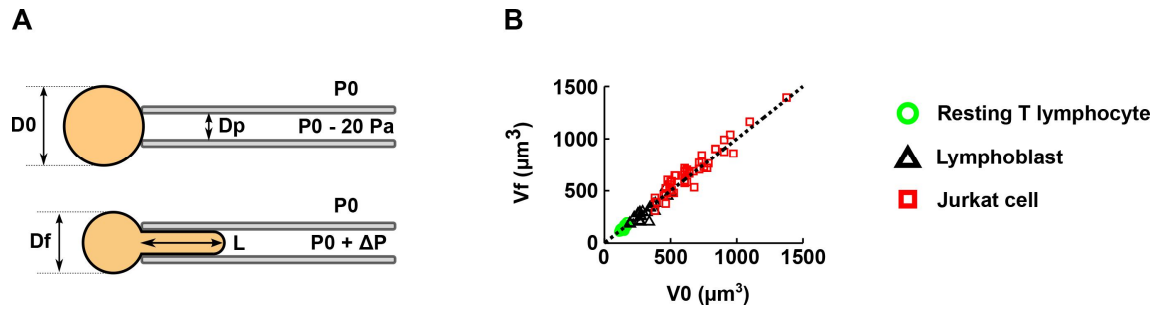 A
P0
D0
Dp
P0 - 20 Pa
P0
Df
L
P0 + ΔP
B
1500
1000
500
0
Vf (μm³)
0
500
1000
1500
V0 (μm³)
Resting T lymphocyte
Lymphoblast
Jurkat cell